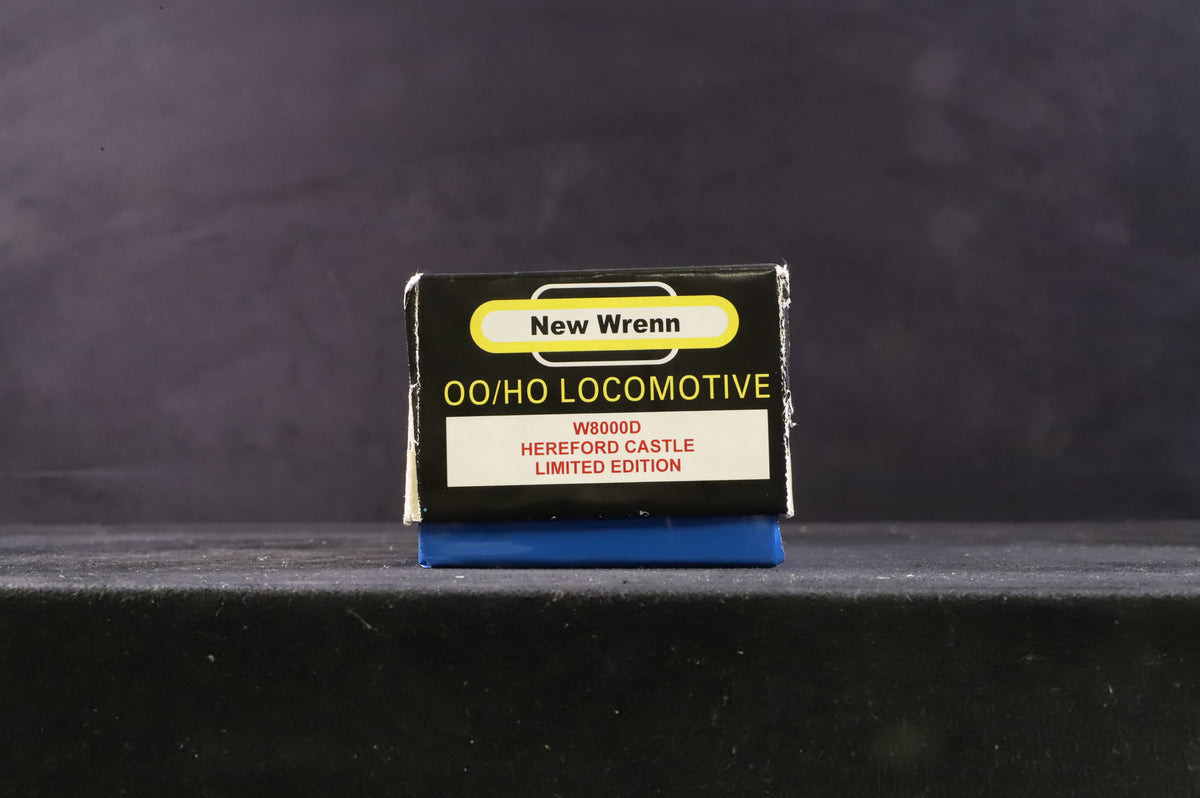 New Wrenn
OO/HO LOCOMOTIVE
W8000D
HEREFORD CASTLE
LIMITED EDITION